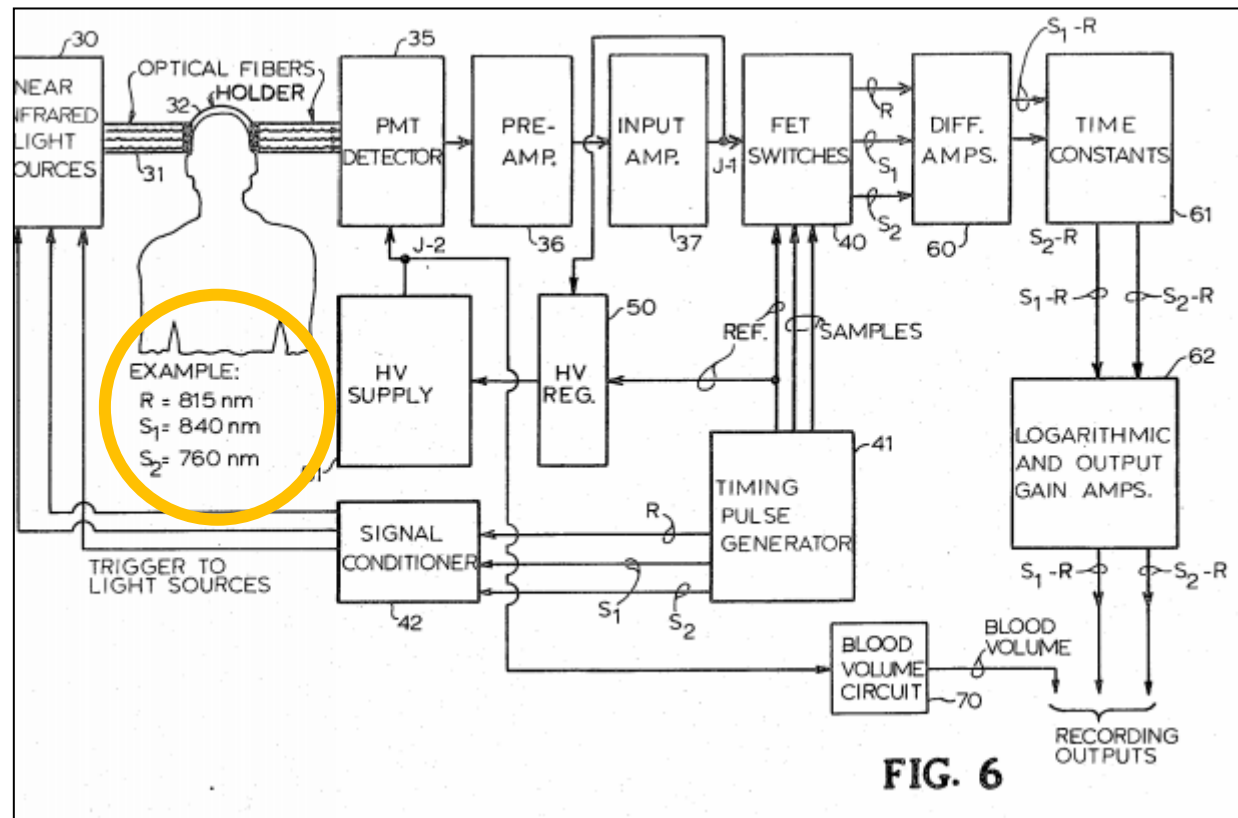 30
NEAR
INFRARED
LIGHT
SOURCES
OPTICAL FIBERS
HOLDER
32
31
35
PMT
DETECTOR
PRE-
AMP.
36
INPUT
AMP.
37
J-1
FET
SWITCHES
40
R
S1
S2
DIFF.
AMPS.
60
S1-R
TIME
CONSTANTS
61
S2-R
J-2
S1-R
S2-R
50
HV
SUPPLY
HV
REG.
REF.
SAMPLES
EXAMPLE:
R = 815 nm
S1= 840 nm
S2= 760 nm
62
LOGARITHMIC
AND OUTPUT
GAIN AMPS.
41
TIMING
PULSE
GENERATOR
SIGNAL
CONDITIONER
42
R
S1
S2
TRIGGER TO
LIGHT SOURCES
S1-R
S2-R
BLOOD
VOLUME
CIRCUIT
70
BLOOD
VOLUME
RECORDING
OUTPUTS
FIG. 6